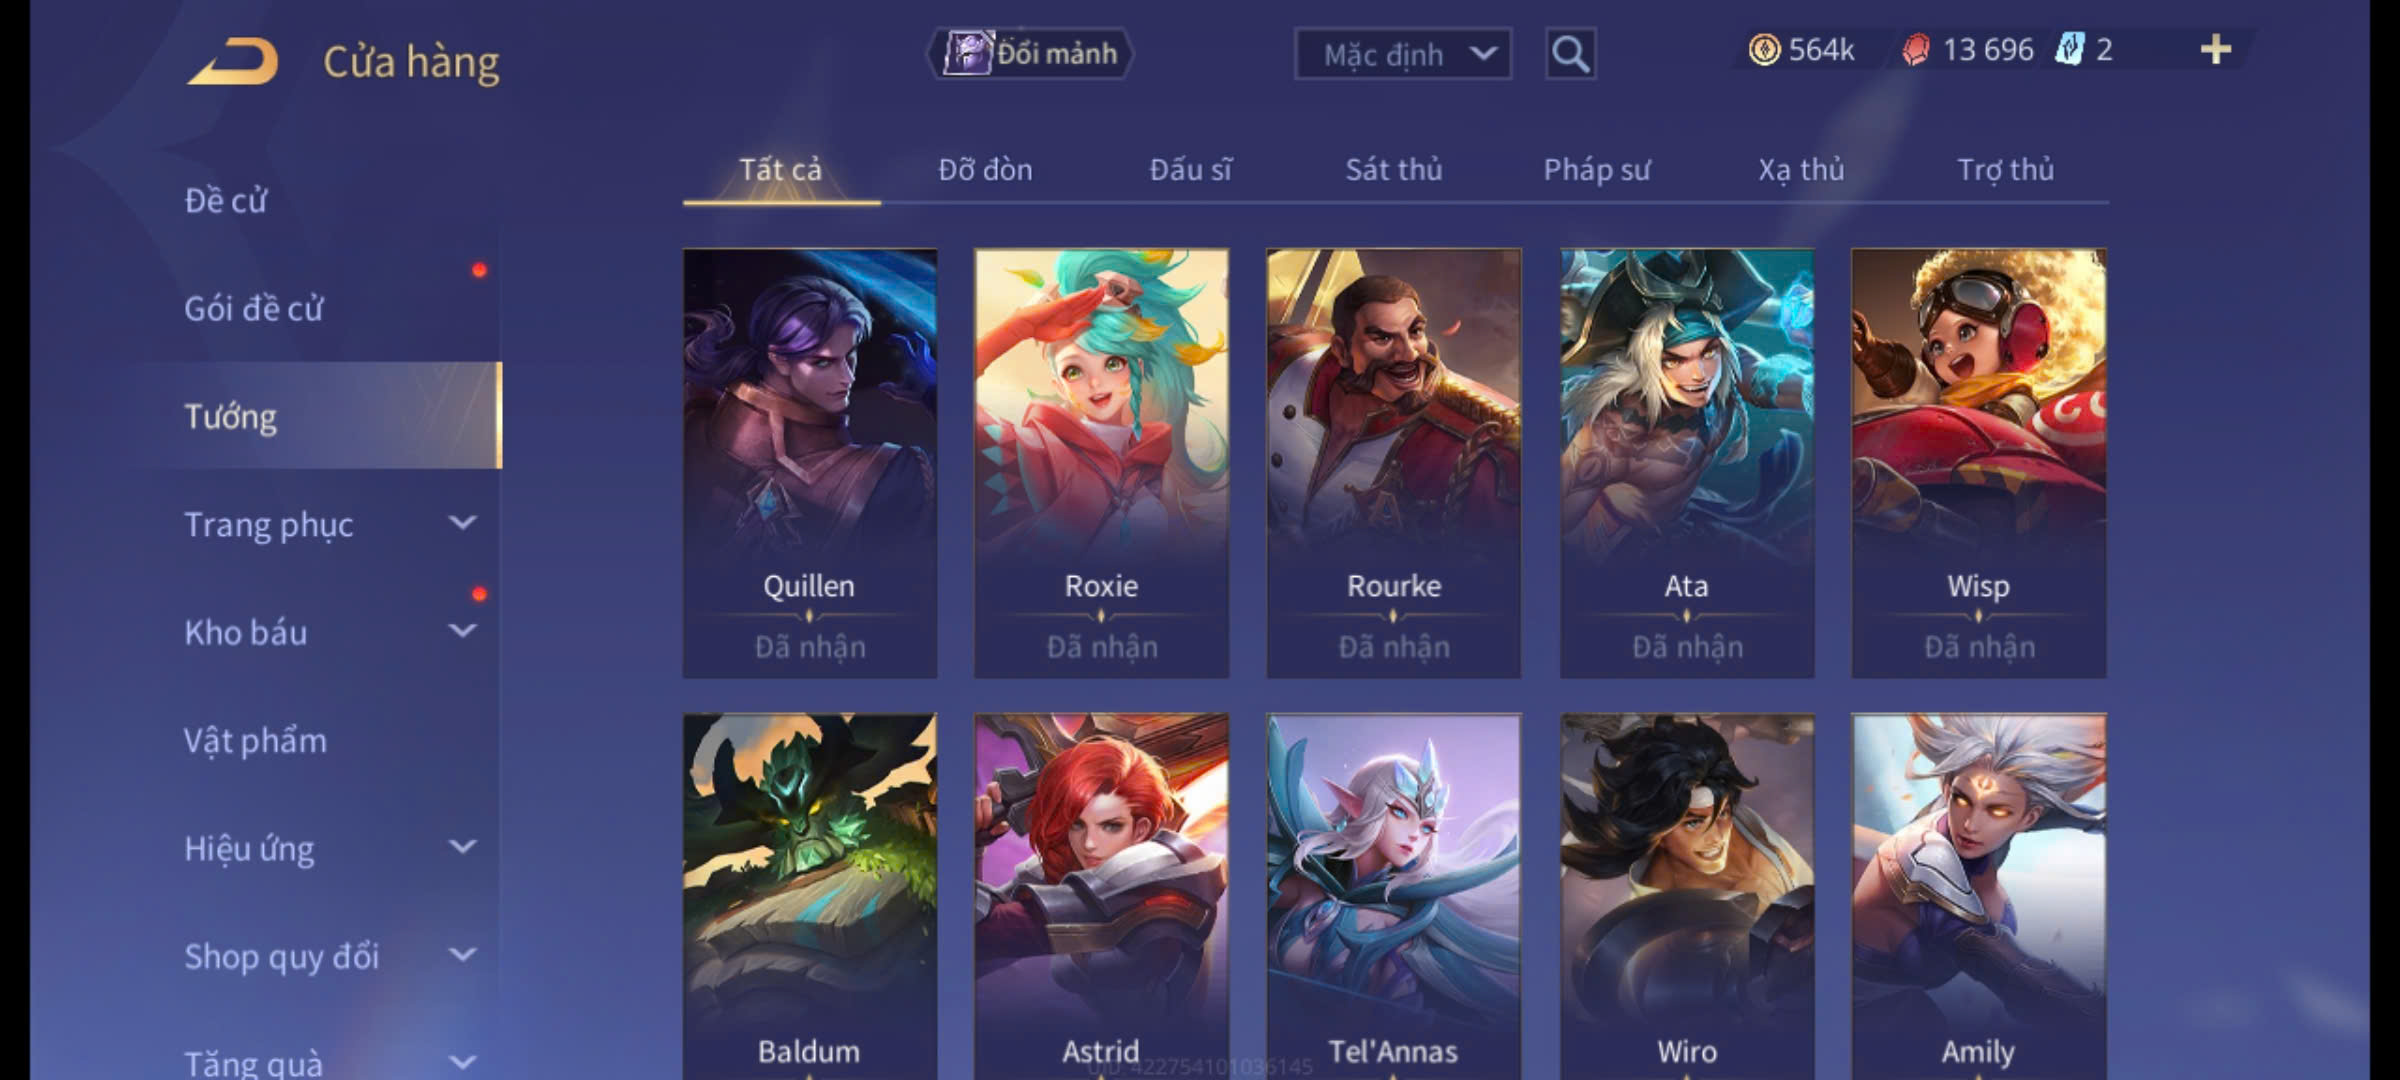 Cửa hàng
Đổi mảnh
Mặc định
564k
13 696
2
Tất cả
Đỡ đòn
Đấu sĩ
Sát thủ
Pháp sư
Xạ thủ
Trợ thủ
Đề cử
Gói đề cử
Tướng
Trang phục
Kho báu
Vật phẩm
Hiệu ứng
Shop quy đổi
Tặng quà
Quillen
Roxie
Rourke
Ata
Wisp
Đã nhận
Đã nhận
Đã nhận
Đã nhận
Đã nhận
Baldum
Astrid
Tel'Annas
Wiro
Amily
UID: 422754101036145